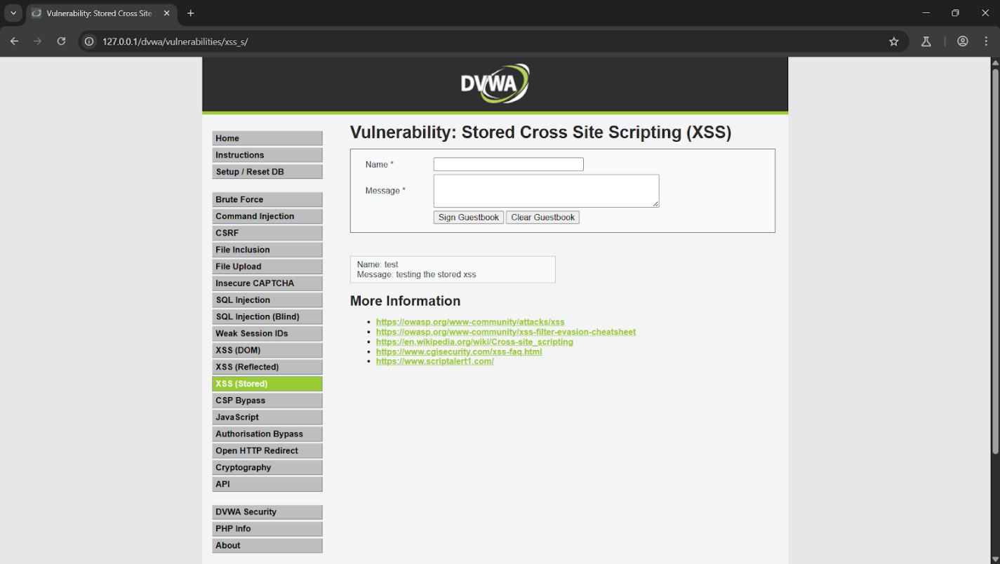 Vulnerability: Stored Cross Site
127.0.0.1/dvwa/vulnerabilities/xss_s/
DVWA
Home
Instructions
Setup / Reset DB
Brute Force
Command Injection
CSRF
File Inclusion
File Upload
Insecure CAPTCHA
SQL Injection
SQL Injection (Blind)
Weak Session IDs
XSS (DOM)
XSS (Reflected)
XSS (Stored)
CSP Bypass
JavaScript
Authorisation Bypass
Open HTTP Redirect
Cryptography
API
DVWA Security
PHP Info
About
Vulnerability: Stored Cross Site Scripting (XSS)
Name *
Message *
Sign Guestbook Clear Guestbook
Name: test
Message: testing the stored xss
More Information
https://owasp.org/www-community/attacks/xss
https://owasp.org/www-community/xss-filter-evasion-cheatsheet
https://en.wikipedia.org/wiki/Cross-site_scripting
https://www.cgisecurity.com/xss-faq.html
https://www.scriptalert1.com/